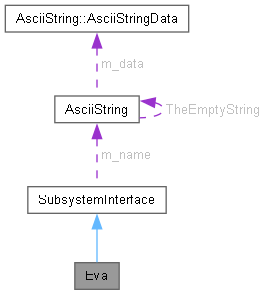 AsciiString::AsciiStringData
m_data
AsciiString
TheEmptyString
m_name
SubsystemInterface
Eva